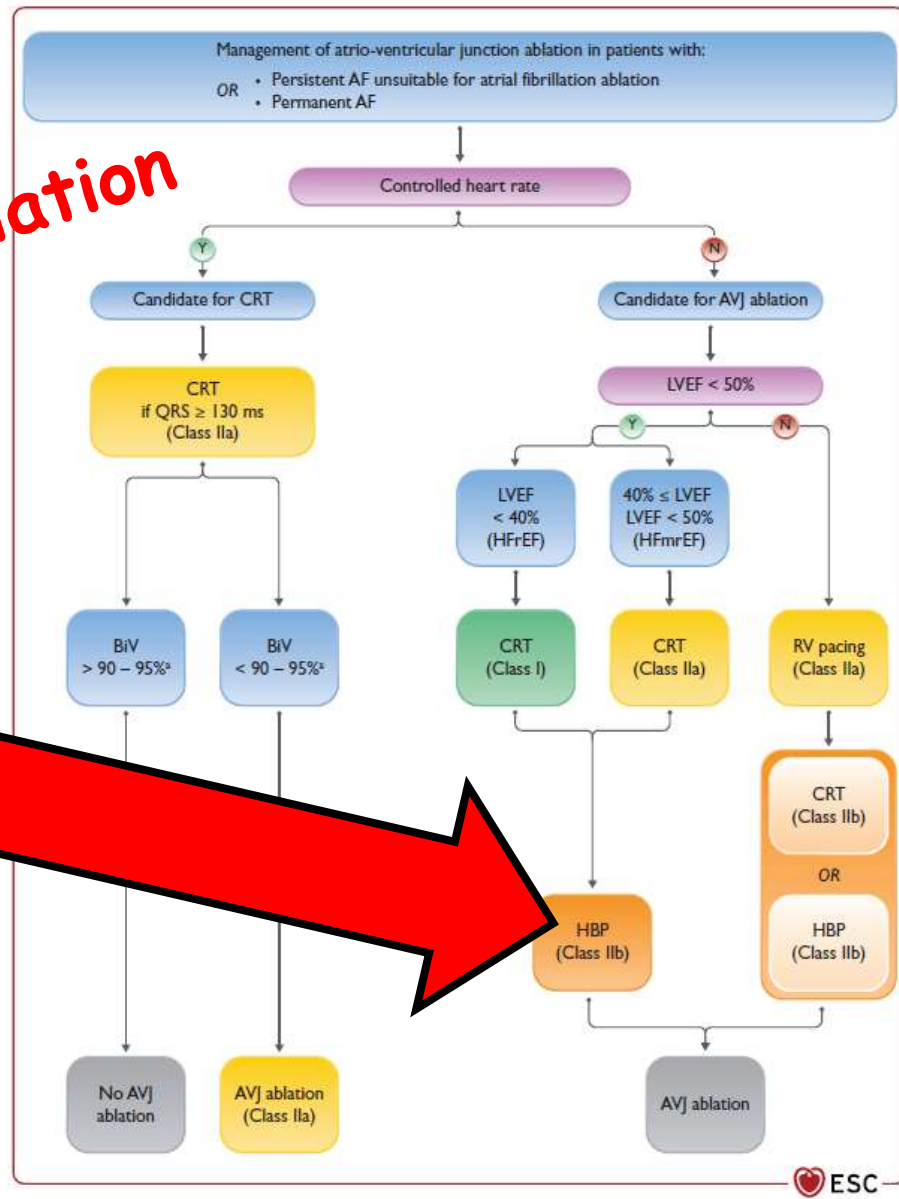 Management of atrio-ventricular junction ablation in patients with:
OR • Persistent AF unsuitable for atrial fibrillation ablation
• Permanent AF
Controlled heart rate
Y
N
Candidate for CRT
Candidate for AVJ ablation
CRT
if QRS ≥ 130 ms
(Class IIa)
LVEF < 50%
Y
N
LVEF
< 40%
(HFrEF)
40% ≤ LVEF
LVEF < 50%
(HFmrEF)
BiV
> 90 – 95%ᵃ
BiV
< 90 – 95%ᵃ
CRT
(Class I)
CRT
(Class IIa)
RV pacing
(Class IIa)
CRT
(Class IIb)
OR
HBP
(Class IIb)
HBP
(Class IIb)
No AVJ
ablation
AVJ ablation
(Class IIa)
AVJ ablation
ESC